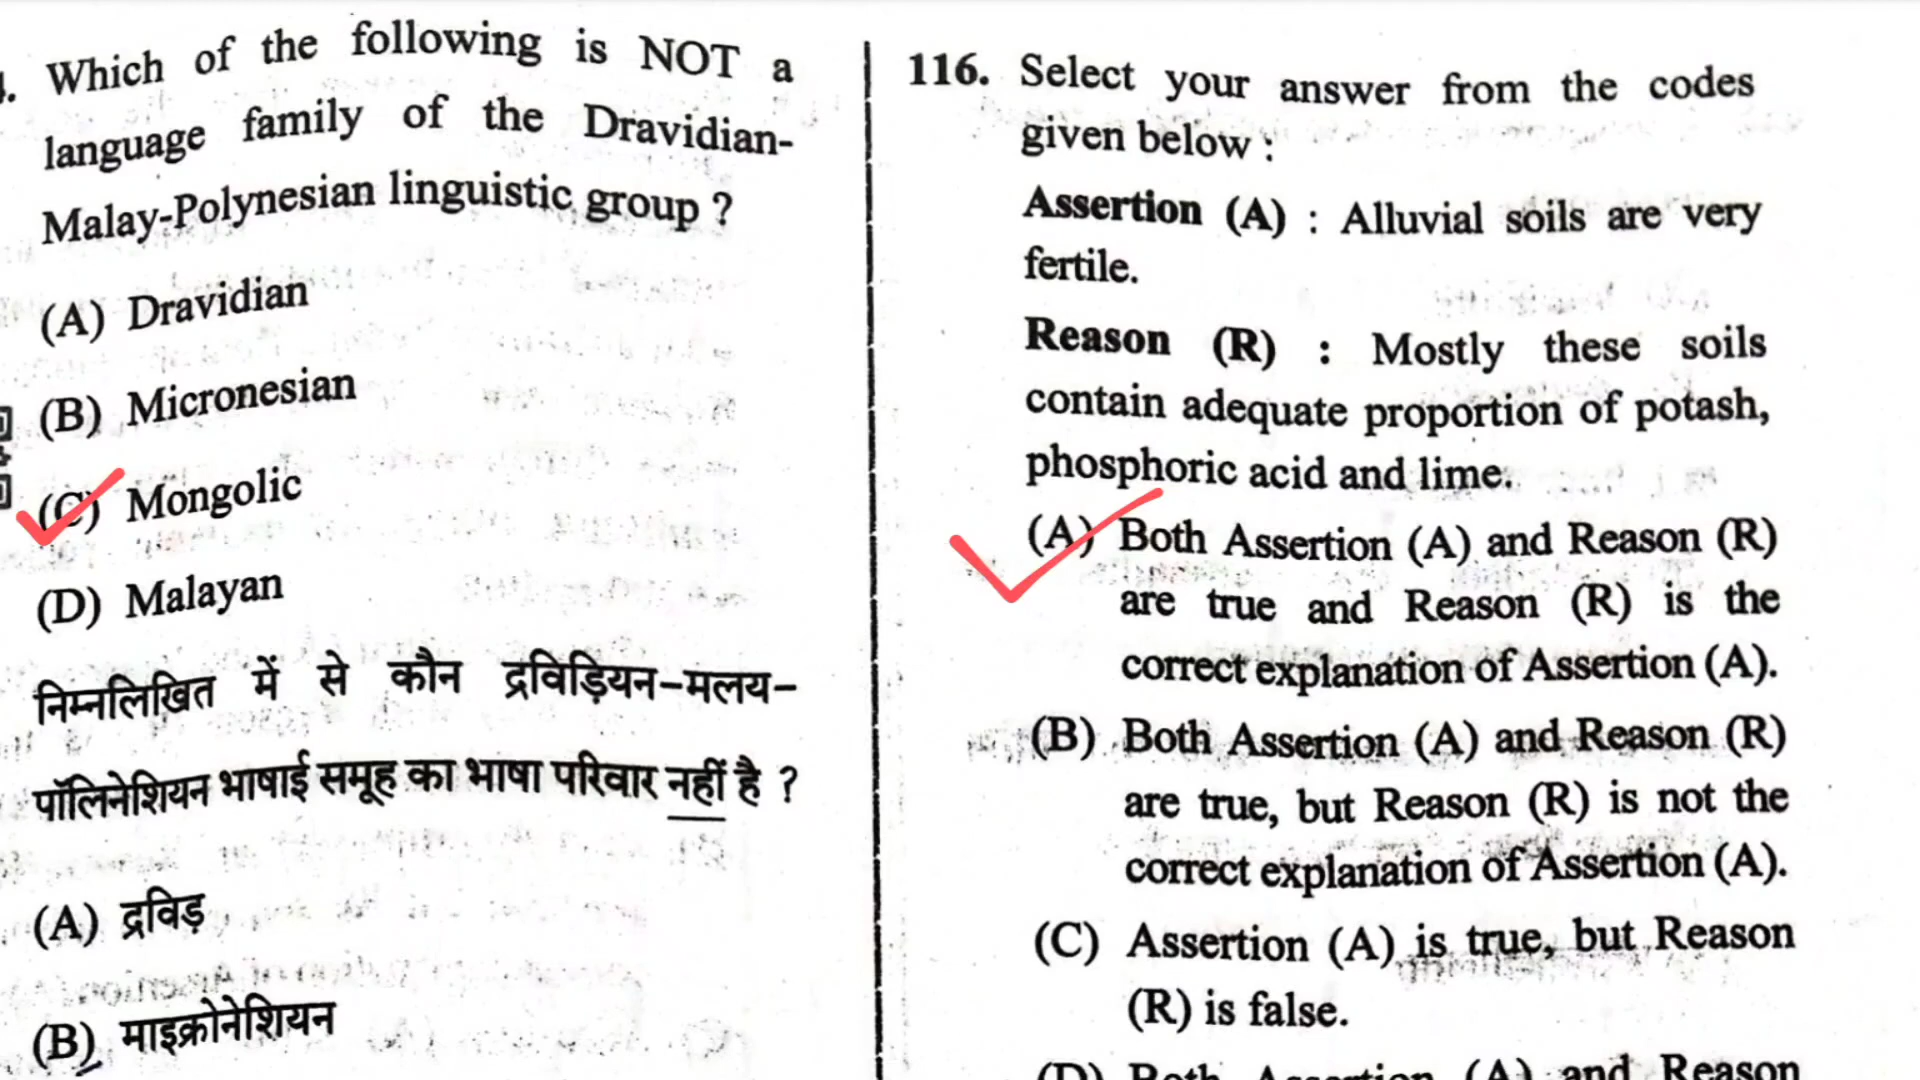 . Which of the following is NOT a
language family of the Dravidian-
Malay-Polynesian linguistic group ?
(A) Dravidian
(B) Micronesian
(C) Mongolic
(D) Malayan
निम्नलिखित में से कौन द्रविड़ियन-मलय-
पॉलिनेशियन भाषाई समूह का भाषा परिवार नहीं है ?
(A) द्रविड़
(B) माइक्रोनेशियन
116. Select your answer from the codes
given below :
Assertion (A) : Alluvial soils are very
fertile.
Reason (R) : Mostly these soils
contain adequate proportion of potash,
phosphoric acid and lime.
(A) Both Assertion (A) and Reason (R)
are true and Reason (R) is the
correct explanation of Assertion (A).
(B) Both Assertion (A) and Reason (R)
are true, but Reason (R) is not the
correct explanation of Assertion (A).
(C) Assertion (A) is true, but Reason
(R) is false.
(D) Both Assertion (A) and Reason